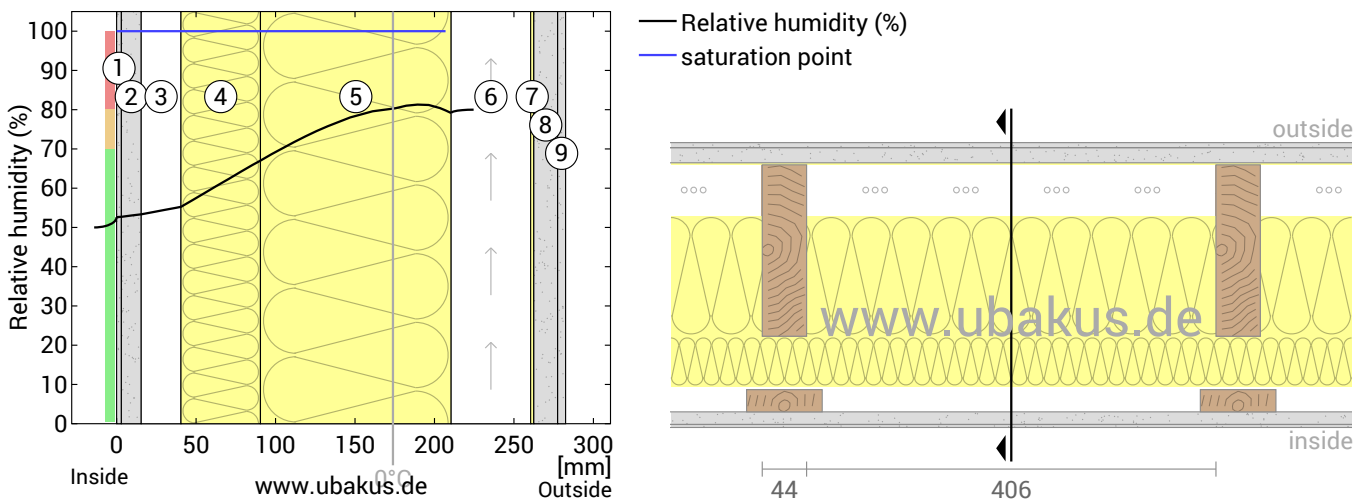 Relative humidity (%)
saturation point
Relative humidity (%)
100
90
80
70
60
50
40
30
20
10
0
1
2
3
4
5
6
7
8
9
0
50
100
150
200
250
300
[mm]
Inside
0°C
www.ubakus.de
Outside
outside
www.ubakus.de
inside
44
406